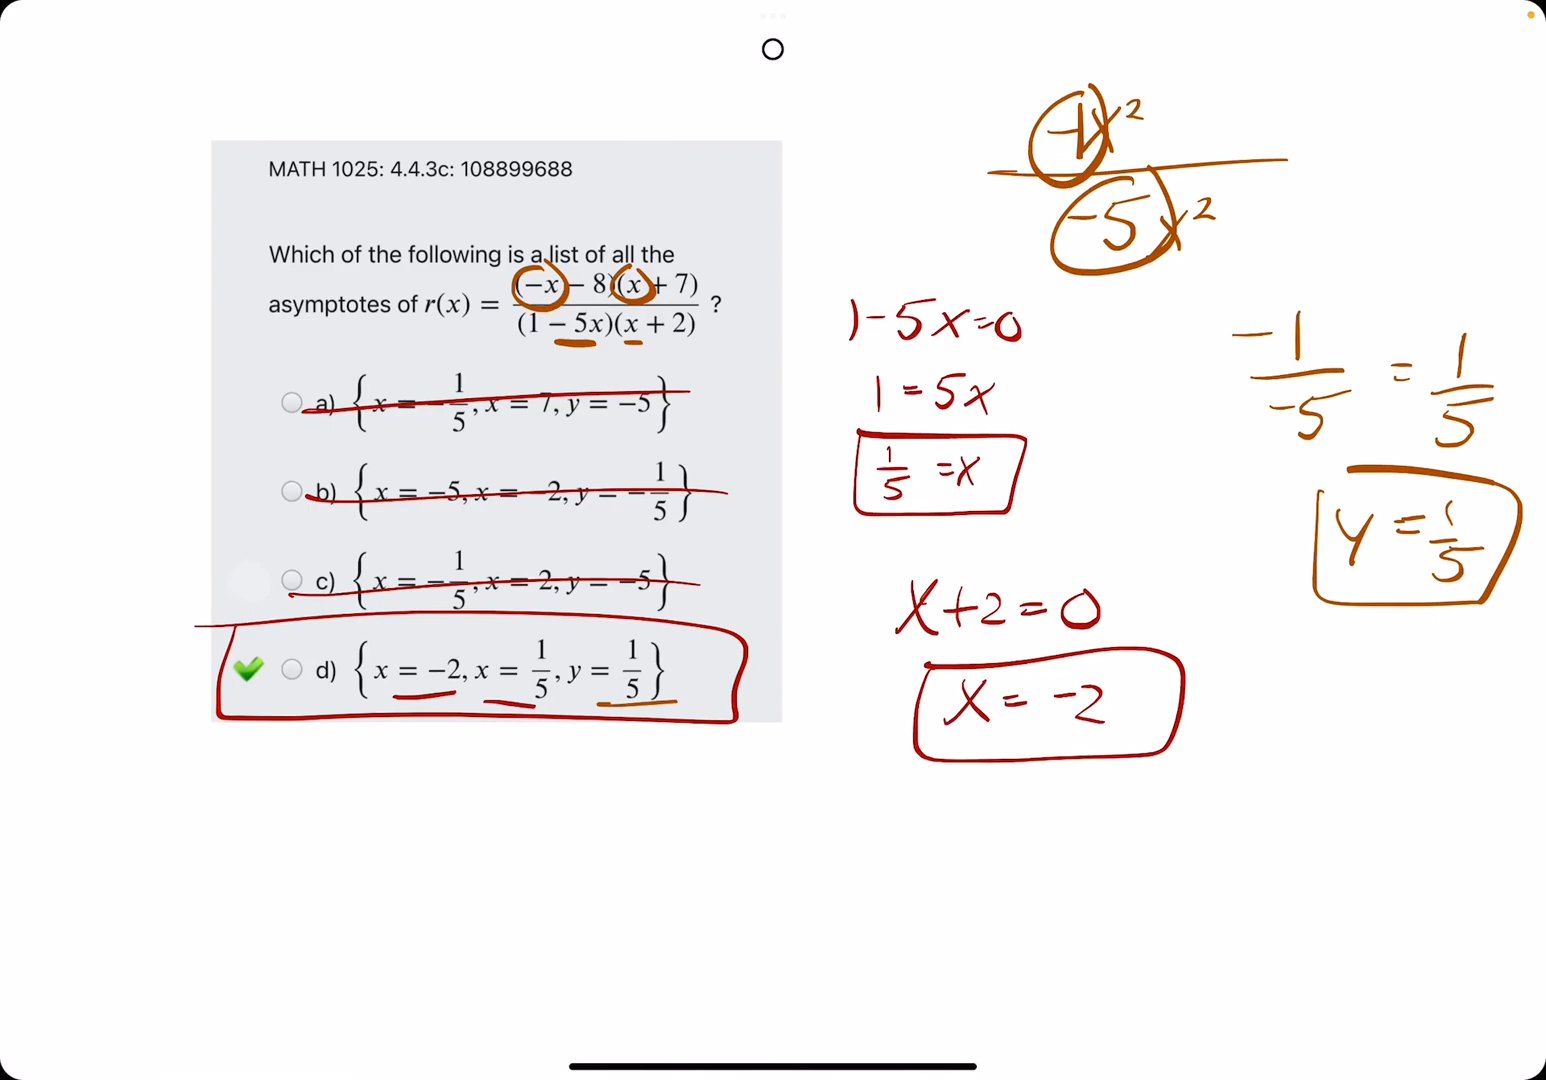 MATH 1025: 4.4.3c: 108899688
Which of the following is a list of all the
asymptotes of r(x) = (−x − 8)(x + 7) / (1 − 5x)(x + 2) ?
a) {x = −1/5, x = 7, y = −5}
b) {x = −5, x = −2, y = −1/5}
c) {x = −1/5, x = 2, y = −5}
d) {x = −2, x = 1/5, y = 1/5}
1-5x=0
1=5x
1/5 =x
x+2=0
x=-2
-1x²
-5x²
-1/-5 = 1/5
y=1/5